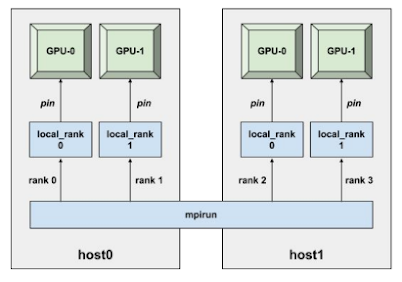 GPU-0 GPU-1 GPU-0 GPU-1
pin pin pin pin
local_rank local_rank local_rank local_rank
0 1 0 1
rank 0 rank 1 rank 2 rank 3
mpirun
host0 host1